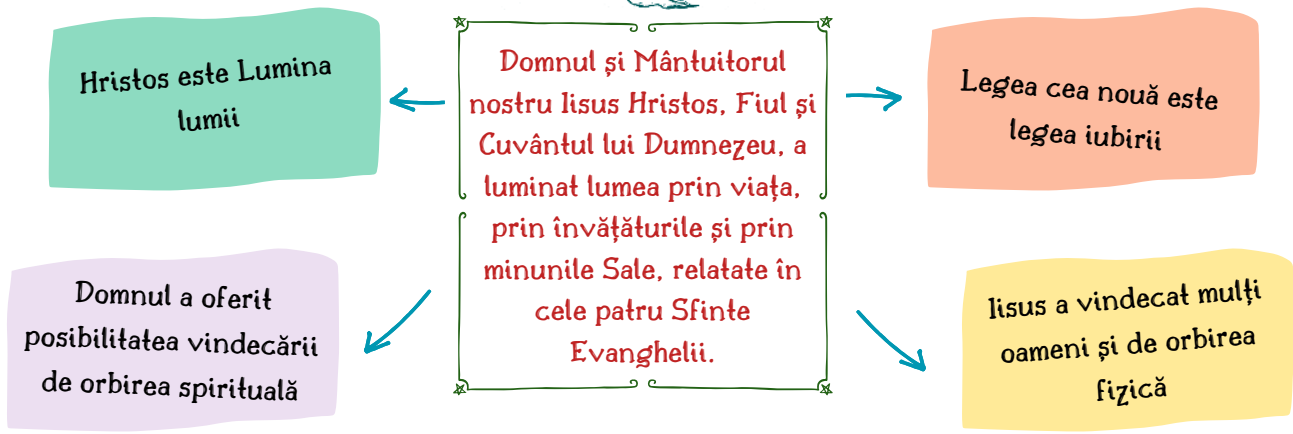 Hristos este Lumina
lumii
Domnul și Mântuitorul
nostru Iisus Hristos, Fiul și
Cuvântul lui Dumnezeu, a
luminat lumea prin viața,
prin învățăturile și prin
minunile Sale, relatate în
cele patru Sfinte
Evanghelii.
Legea cea nouă este
legea iubirii
Domnul a oferit
posibilitatea vindecării
de orbirea spirituală
Iisus a vindecat mulți
oameni și de orbirea
fizică